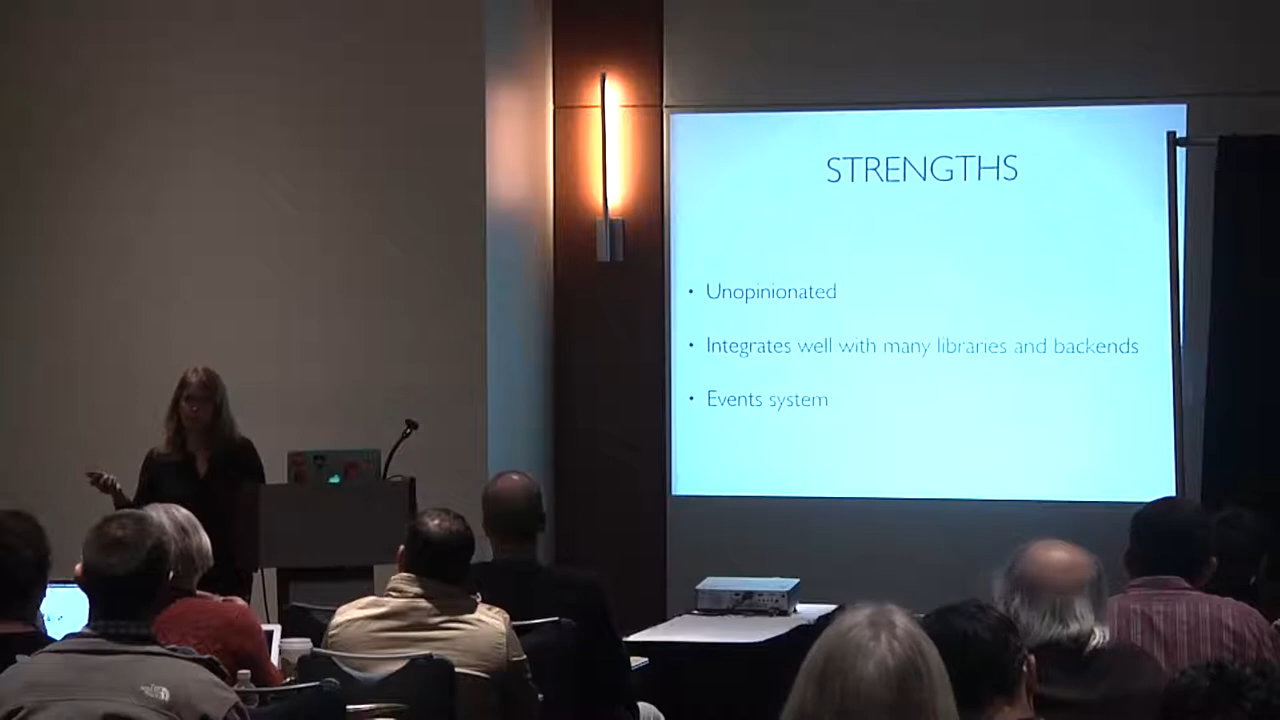 STRENGTHS
• Unopinionated
• Integrates well with many libraries and backends
• Events system